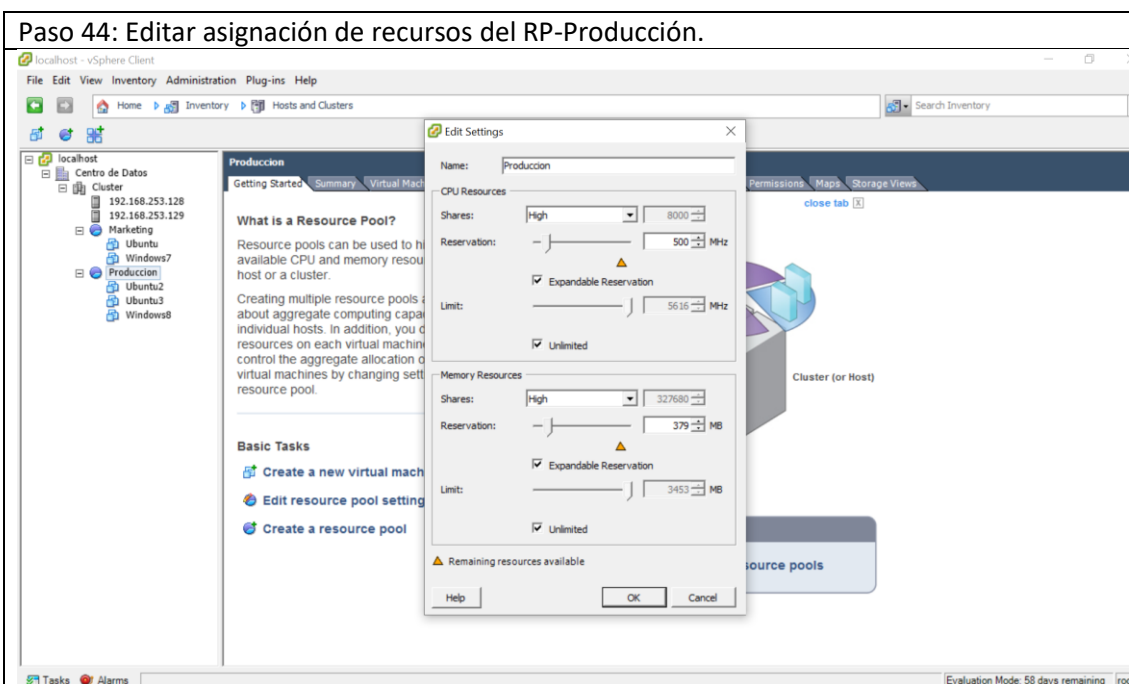 Paso 44: Editar asignación de recursos del RP-Producción.
localhost - vSphere Client
File Edit View Inventory Administration Plug-ins Help
Home Inventory Hosts and Clusters
Search Inventory
localhost
Centro de Datos
Cluster
192.168.253.128
192.168.253.129
Marketing
Ubuntu
Windows7
Produccion
Ubuntu2
Ubuntu3
Windows8
Produccion
Getting Started Summary Virtual Mach
Permissions Maps Storage Views
close tab
What is a Resource Pool?
Resource pools can be used to hi
available CPU and memory resou
host or a cluster.
Creating multiple resource pools a
about aggregate computing capa
individual hosts. In addition, you d
resources on each virtual machin
control the aggregate allocation o
virtual machines by changing sett
resource pool.
Basic Tasks
Create a new virtual mach
Edit resource pool setting
Create a resource pool
Edit Settings
Name: Produccion
CPU Resources
Shares: High 8000
Reservation: 500 MHz
Expandable Reservation
Limit: 5616 MHz
Unlimited
Memory Resources
Shares: High 327680
Reservation: 379 MB
Expandable Reservation
Limit: 3453 MB
Unlimited
Remaining resources available
Help OK Cancel
Cluster (or Host)
source pools
Tasks Alarms
Evaluation Mode: 58 days remaining roo